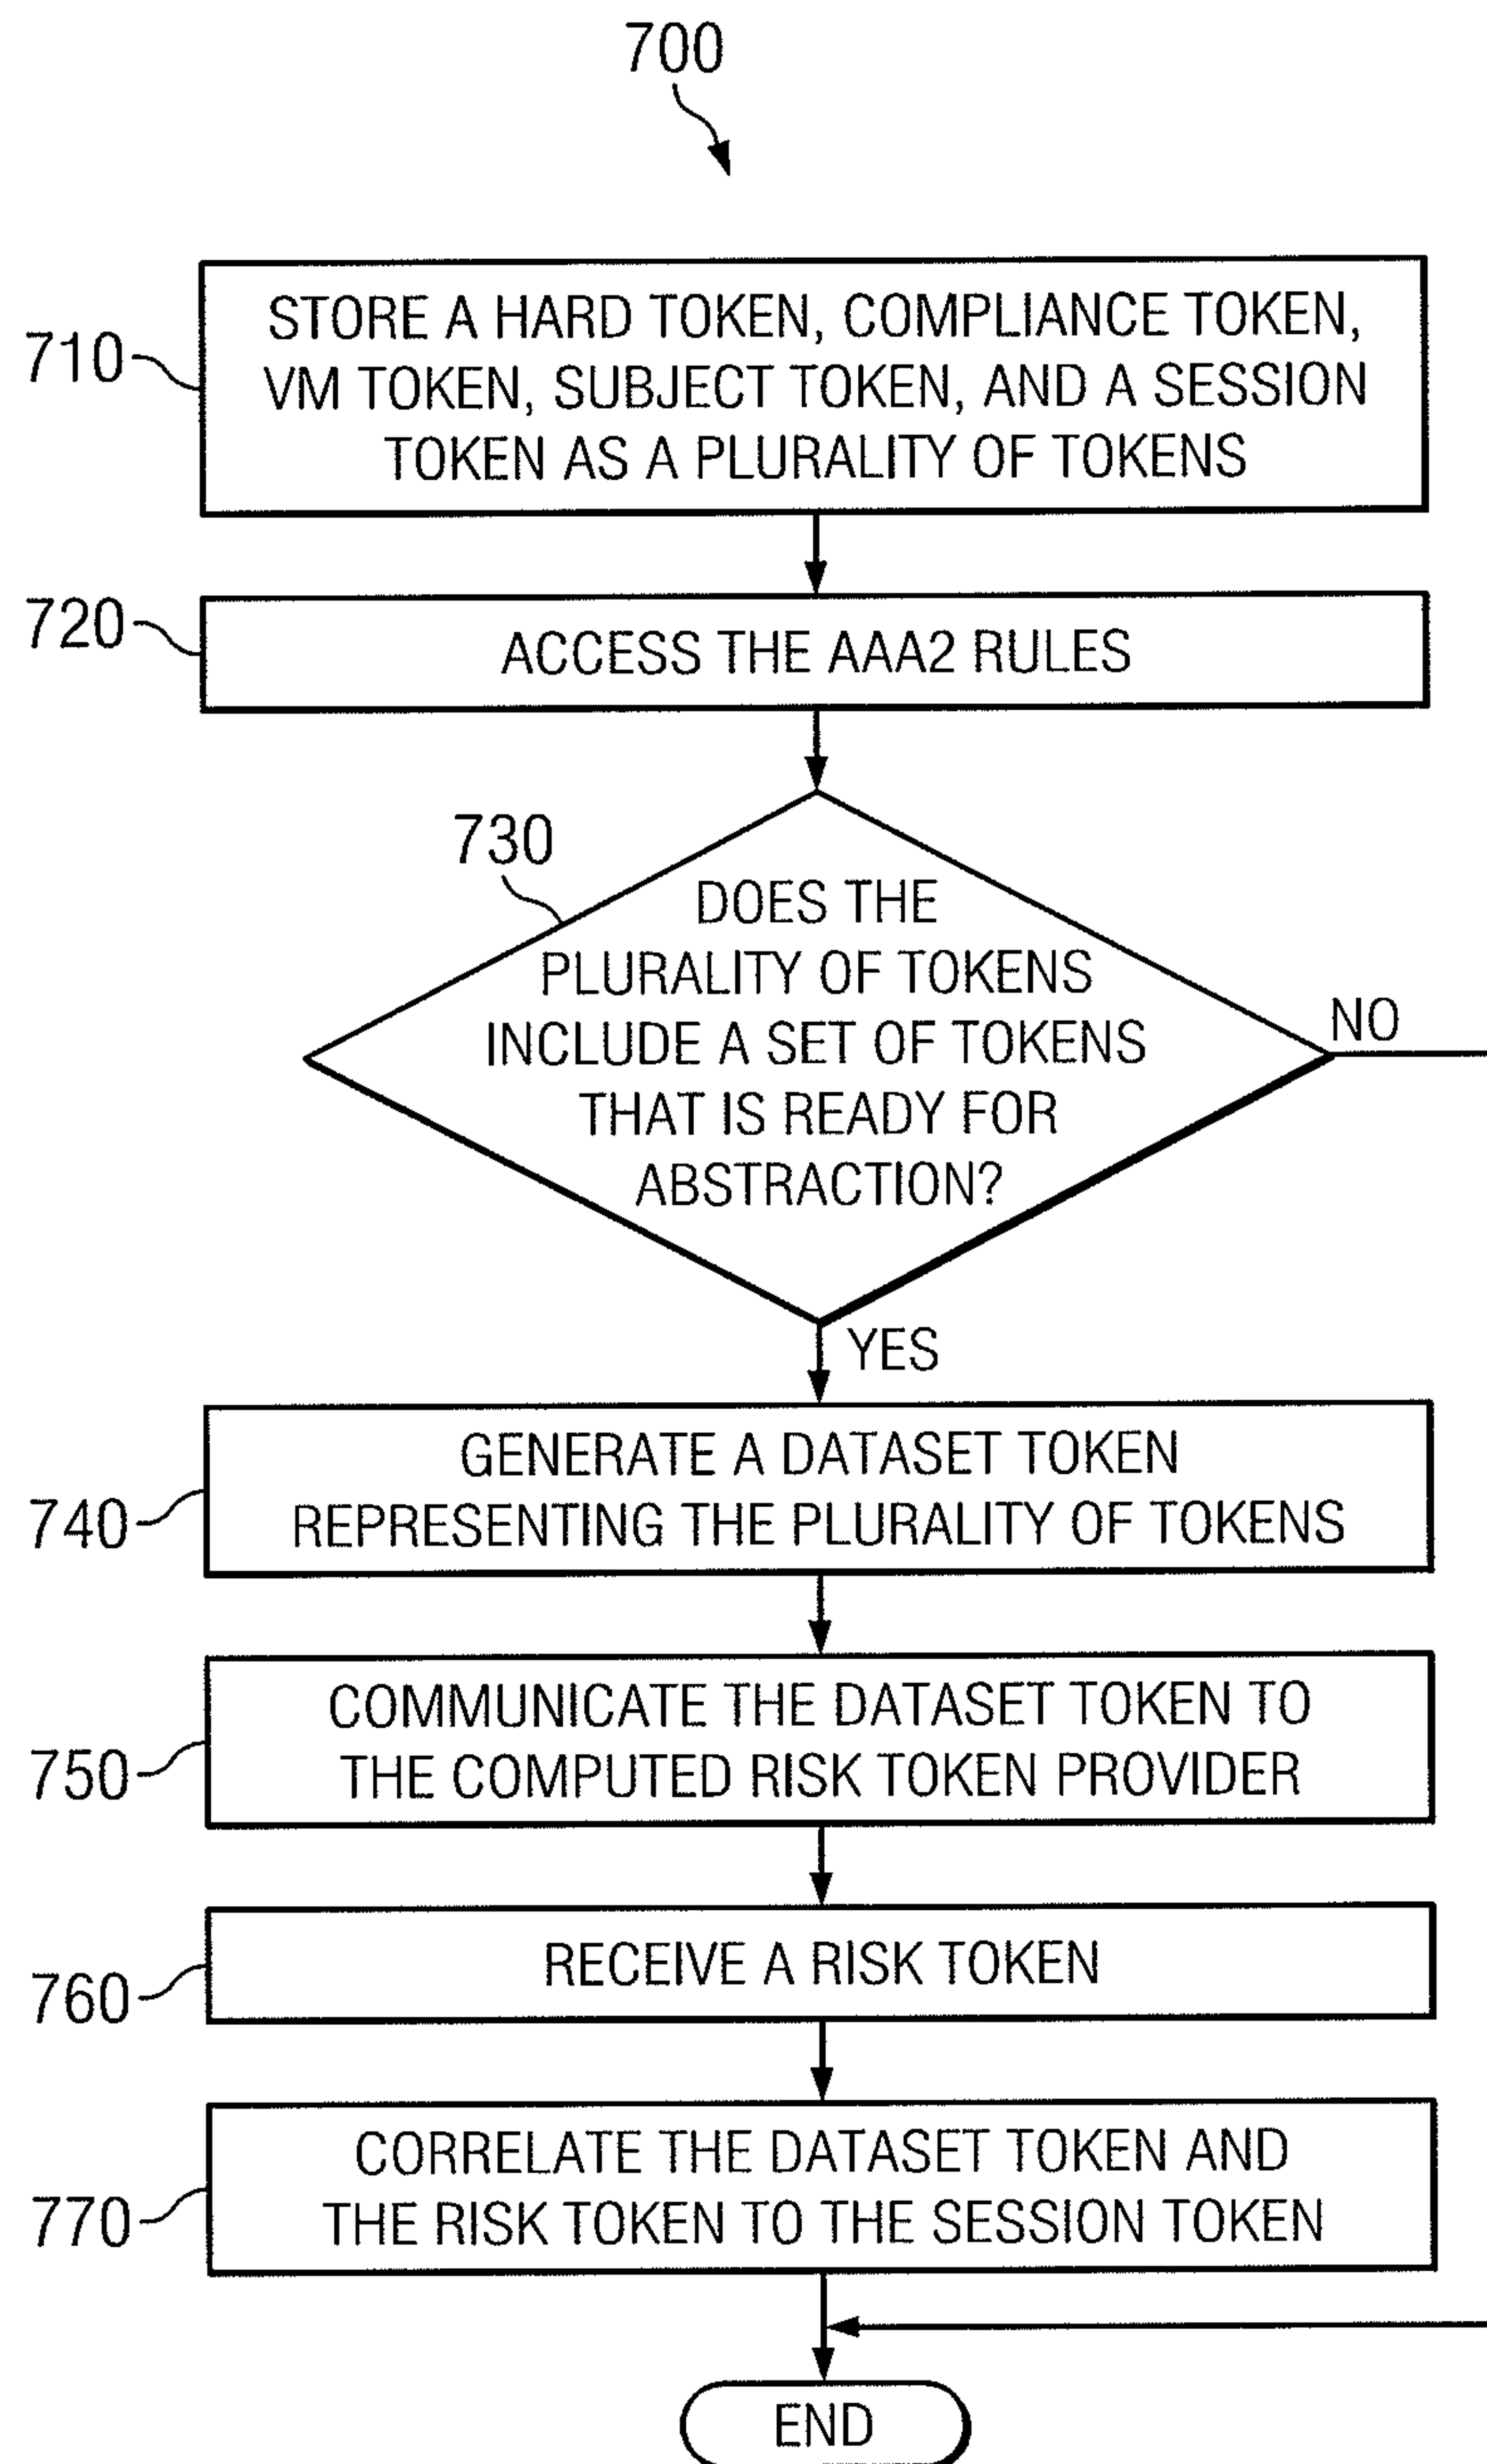 700
710
STORE A HARD TOKEN, COMPLIANCE TOKEN,
VM TOKEN, SUBJECT TOKEN, AND A SESSION
TOKEN AS A PLURALITY OF TOKENS
720
ACCESS THE AAA2 RULES
730
DOES THE
PLURALITY OF TOKENS
INCLUDE A SET OF TOKENS
THAT IS READY FOR
ABSTRACTION?
NO
YES
740
GENERATE A DATASET TOKEN
REPRESENTING THE PLURALITY OF TOKENS
750
COMMUNICATE THE DATASET TOKEN TO
THE COMPUTED RISK TOKEN PROVIDER
760
RECEIVE A RISK TOKEN
770
CORRELATE THE DATASET TOKEN AND
THE RISK TOKEN TO THE SESSION TOKEN
END